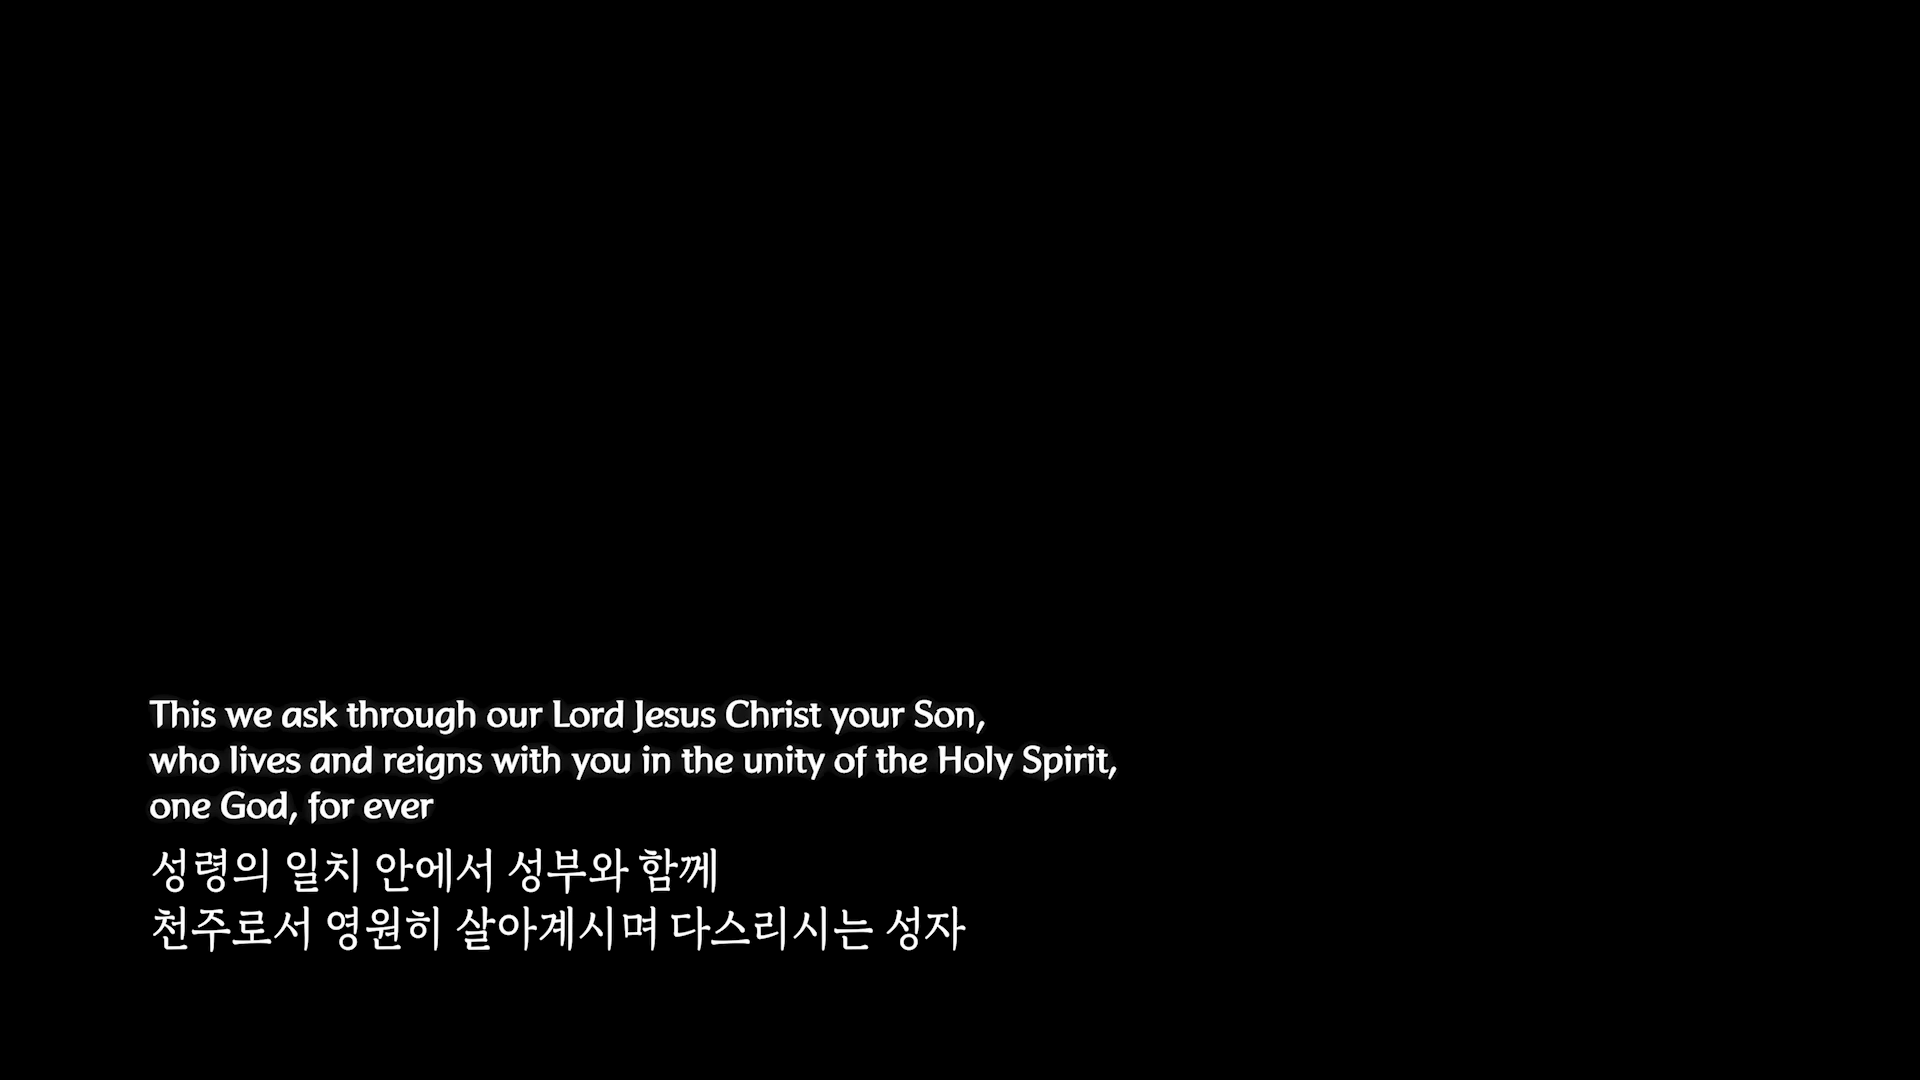 This we ask through our Lord Jesus Christ your Son,
who lives and reigns with you in the unity of the Holy Spirit,
one God, for ever
성령의 일치 안에서 성부와 함께
천주로서 영원히 살아계시며 다스리시는 성자